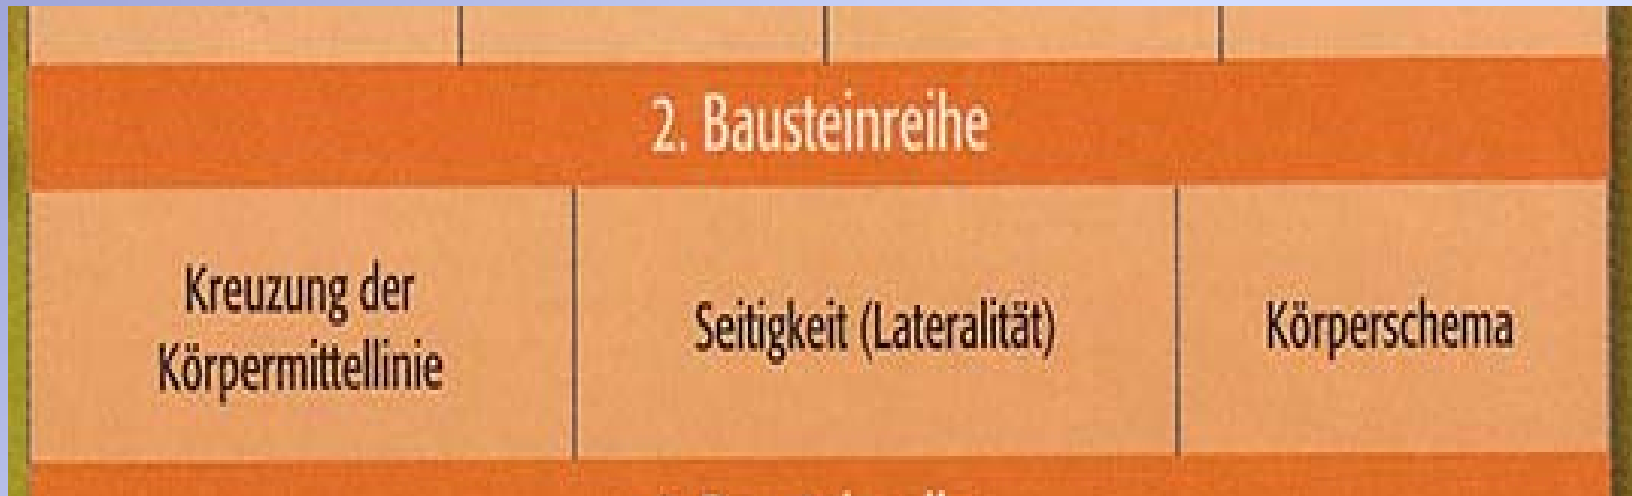 2. Bausteinreihe
Kreuzung der
Körpermittellinie
Seitigkeit (Lateralität)
Körperschema